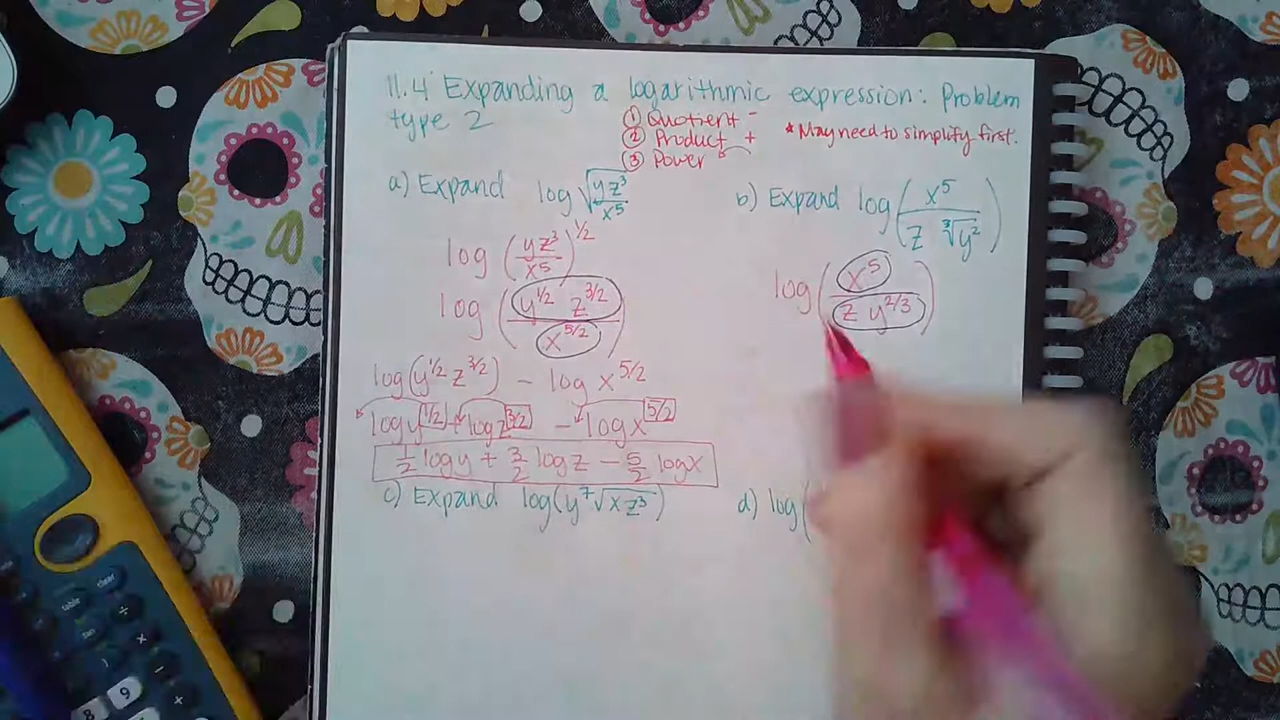 11.4 Expanding a logarithmic expression: Problem
type 2
① Quotient -
② Product +
③ Power
* May need to simplify first.
a) Expand log √(yz³/x⁵)
log (yz³/x⁵)^1/2
log (y^1/2 z^3/2 / x^5/2)
log(y^1/2 z^3/2) - log x^5/2
log y^1/2 + log z^3/2 - log x^5/2
1/2 log y + 3/2 log z - 5/2 log x
b) Expand log (x⁵ / z ∛y²)
log (x⁵ / z y^2/3)
c) Expand log(y⁷√xz³)
d) log(
9
8